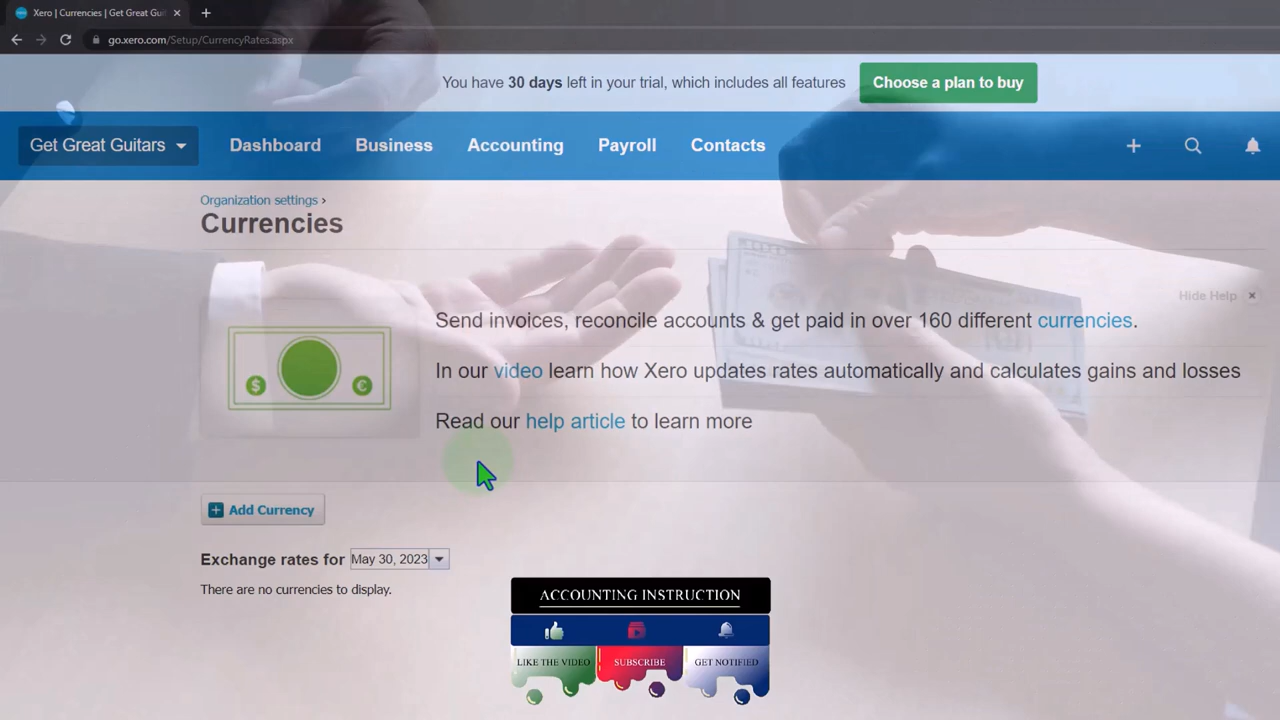 Xero | Currencies | Get Great Gui
go.xero.com/Setup/CurrencyRates.aspx
You have 30 days left in your trial, which includes all features
Choose a plan to buy
Get Great Guitars
Dashboard
Business
Accounting
Payroll
Contacts
Organization settings ›
Currencies
Hide Help ×
Send invoices, reconcile accounts & get paid in over 160 different currencies.
In our video learn how Xero updates rates automatically and calculates gains and losses
Read our help article to learn more
Add Currency
Exchange rates for May 30, 2023
There are no currencies to display.
ACCOUNTING INSTRUCTION
LIKE THE VIDEO
SUBSCRIBE
GET NOTIFIED